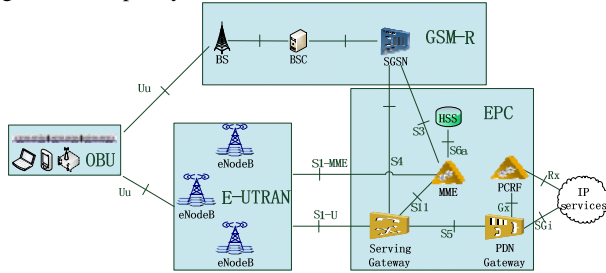 GSM-R
BS
BSC
SGSN
Uu
OBU
Uu
eNodeB
E-UTRAN
eNodeB
eNodeB
S1-MME
S1-U
S4
S3
EPC
HSS
S6a
MME
S11
PCRF
Rx
Gx
IP
services
SGi
S5
Serving
Gateway
PDN
Gateway